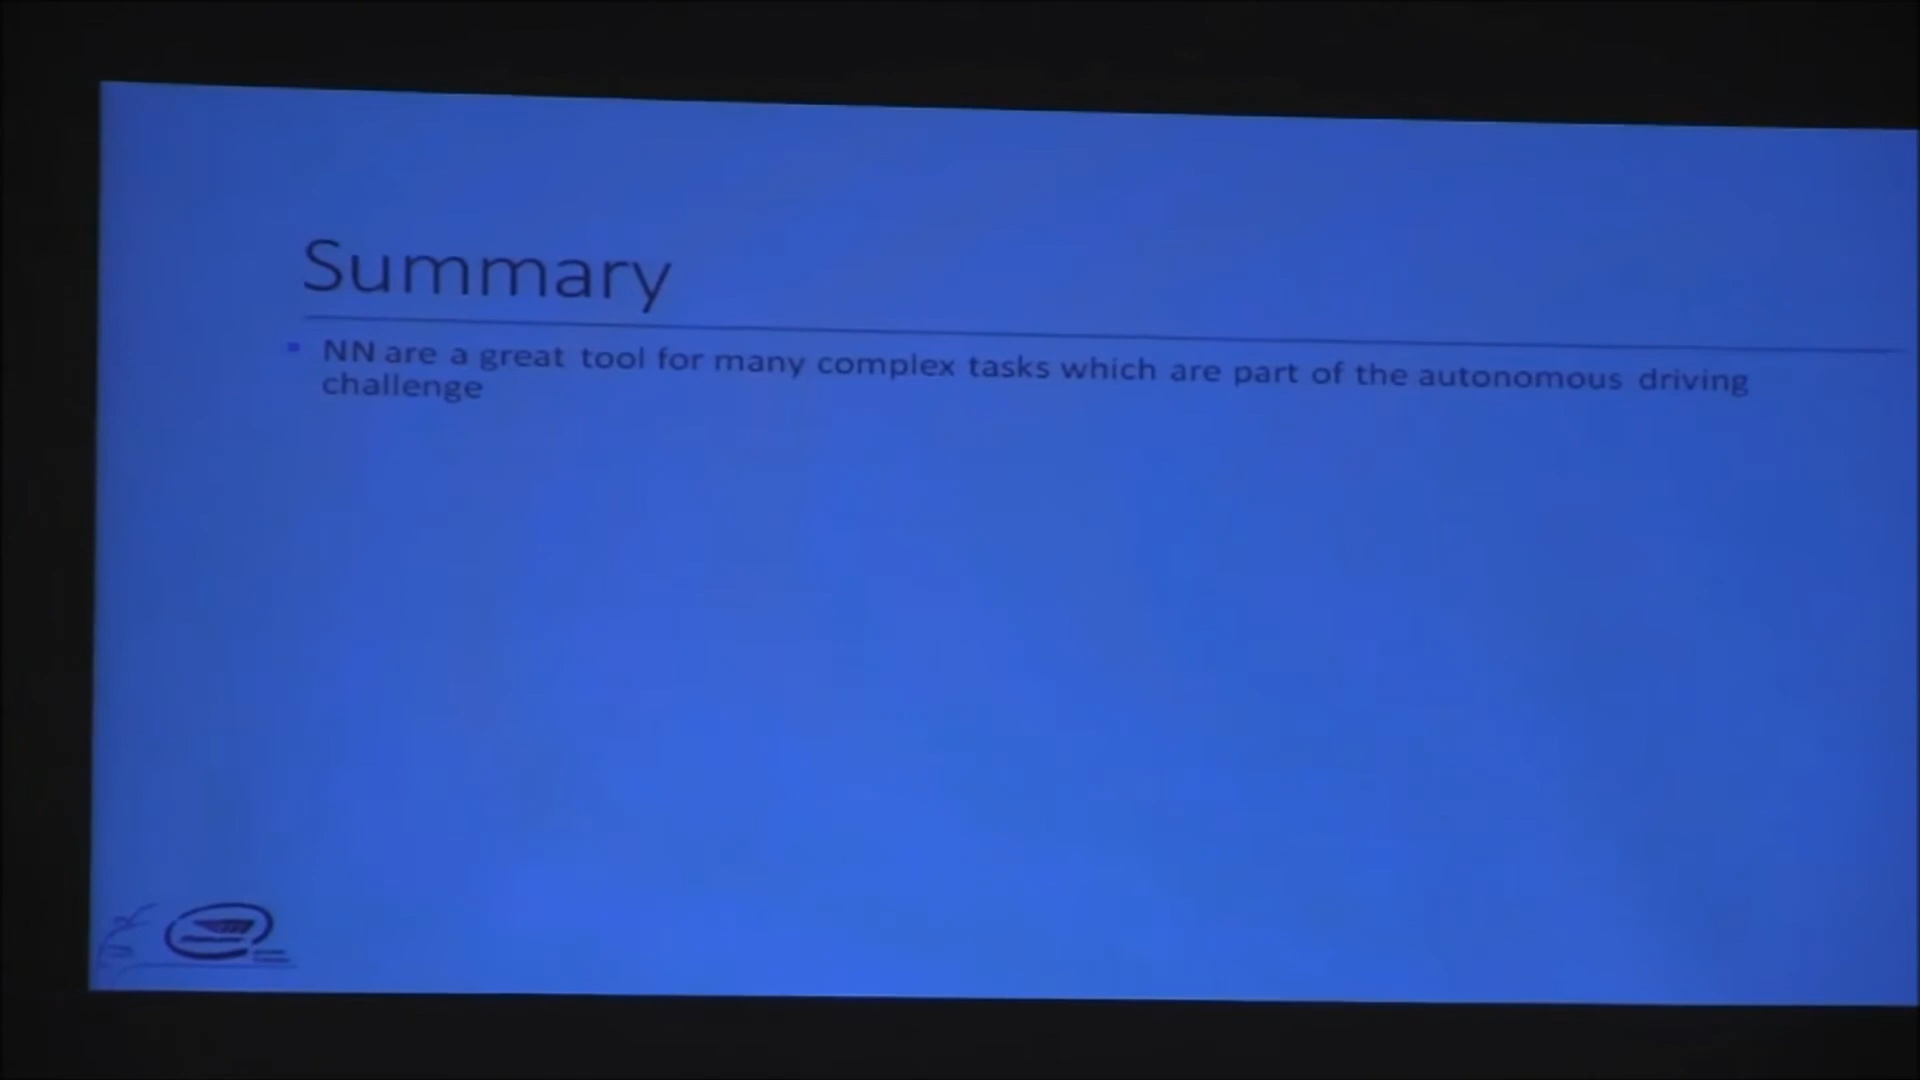 Summary
NN are a great tool for many complex tasks which are part of the autonomous driving
challenge